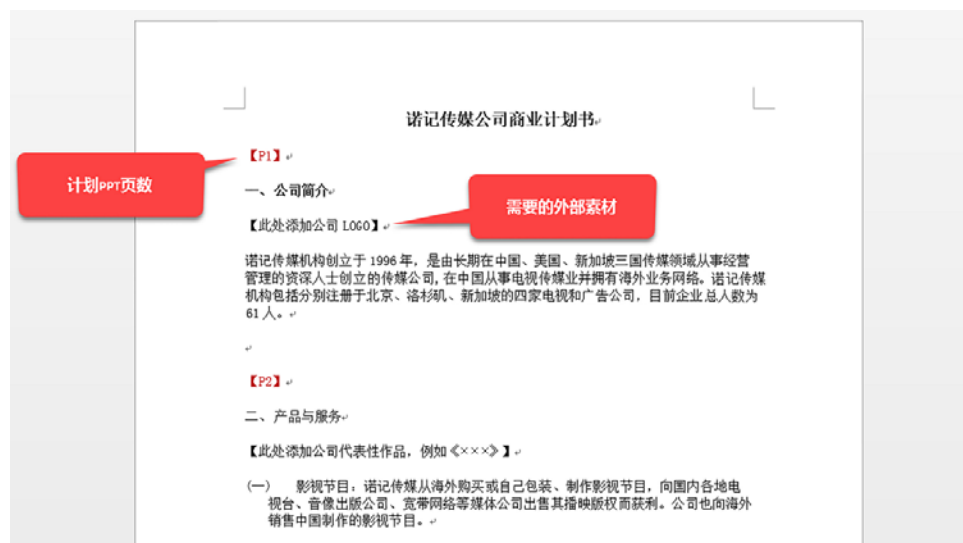 诺记传媒公司商业计划书
【P1】
计划PPT页数
一、公司简介
需要的外部素材
【此处添加公司 LOGO】
诺记传媒机构创立于 1996 年，是由长期在中国、美国、新加坡三国传媒领域从事经营
管理的资深人士创立的传媒公司,在中国从事电视传媒业并拥有海外业务网络。诺记传媒
机构包括分别注册于北京、洛杉矶、新加坡的四家电视和广告公司，目前企业总人数为
61 人。
【P2】
二、产品与服务
【此处添加公司代表性作品，例如《×××》】
(一) 影视节目：诺记传媒从海外购买或自己包装、制作影视节目，向国内各地电
视台、音像出版公司、宽带网络等媒体公司出售其播映版权而获利。公司也向海外
销售中国制作的影视节目。